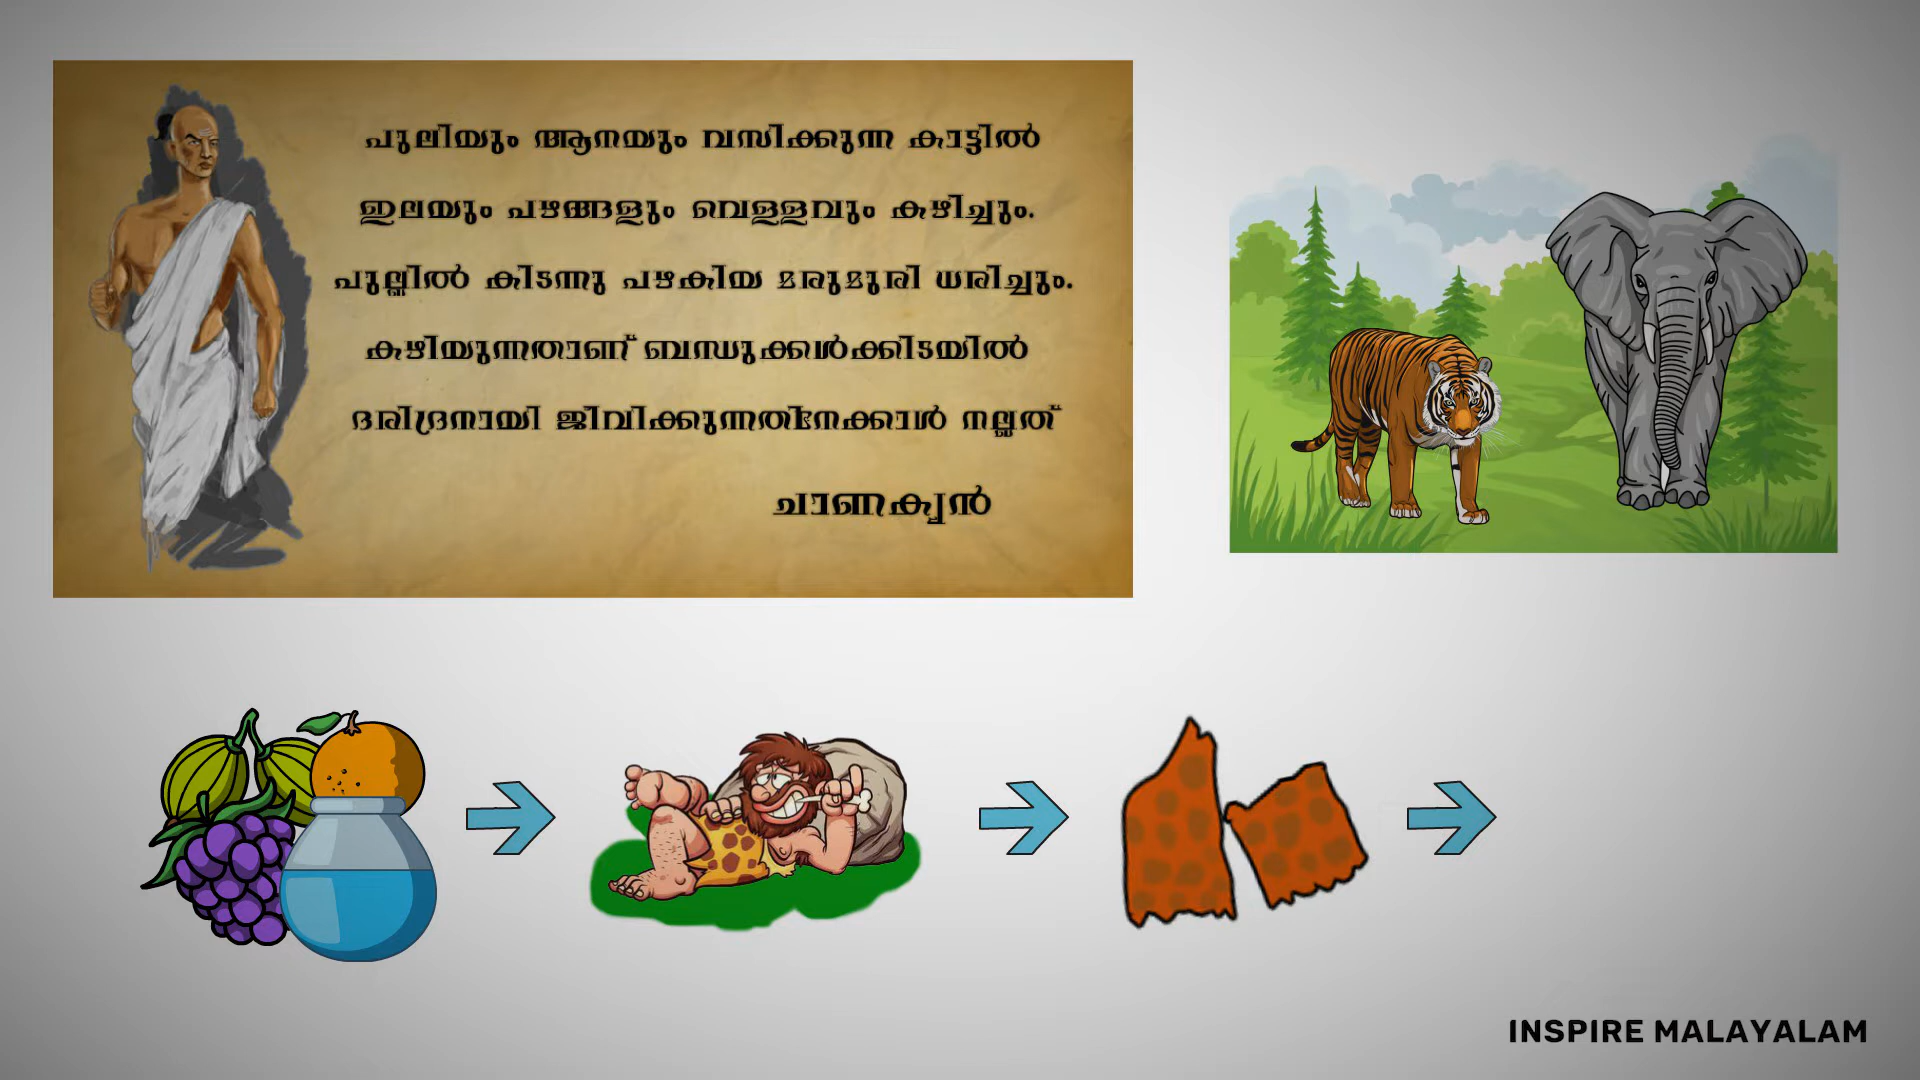 പുലിയും ആനയും വസിക്കുന്ന കാട്ടിൽ
ഇലയും പഴങ്ങളും വെള്ളവും കഴിച്ചും.
പുല്ലിൽ കിടന്നു പഴകിയ മരുമുരി ധരിച്ചും.
കഴിയുന്നതാണ് ബന്ധുക്കൾക്കിടയിൽ
ദരിദ്രനായി ജീവിക്കുന്നതിനേക്കാൾ നല്ലത്
ചാണക്യൻ
INSPIRE MALAYALAM